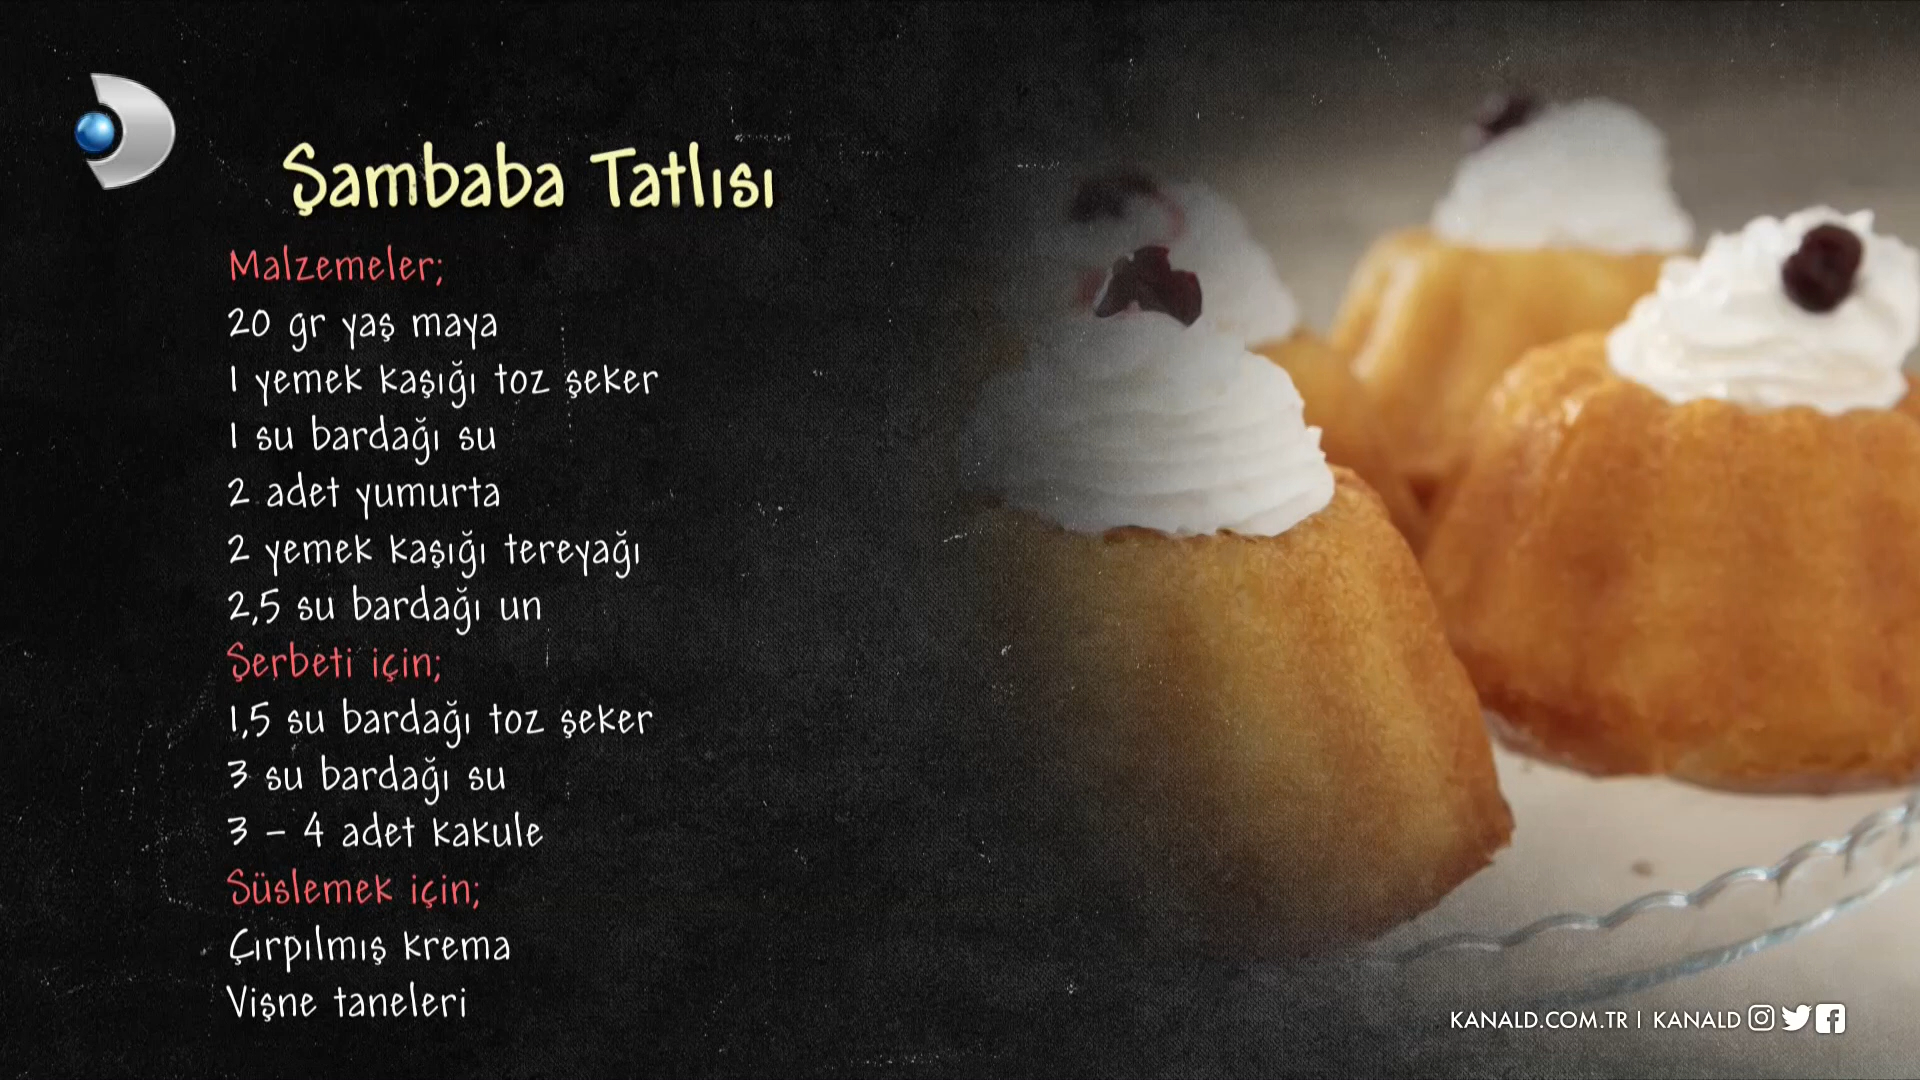 Şambaba Tatlısı
Malzemeler;
20 gr yaş maya
1 yemek kaşığı toz şeker
1 su bardağı su
2 adet yumurta
2 yemek kaşığı tereyağı
2,5 su bardağı un
Şerbeti için;
1,5 su bardağı toz şeker
3 su bardağı su
3 – 4 adet kakule
Süslemek için;
Çırpılmış krema
Vişne taneleri
KANALD.COM.TR | KANALD